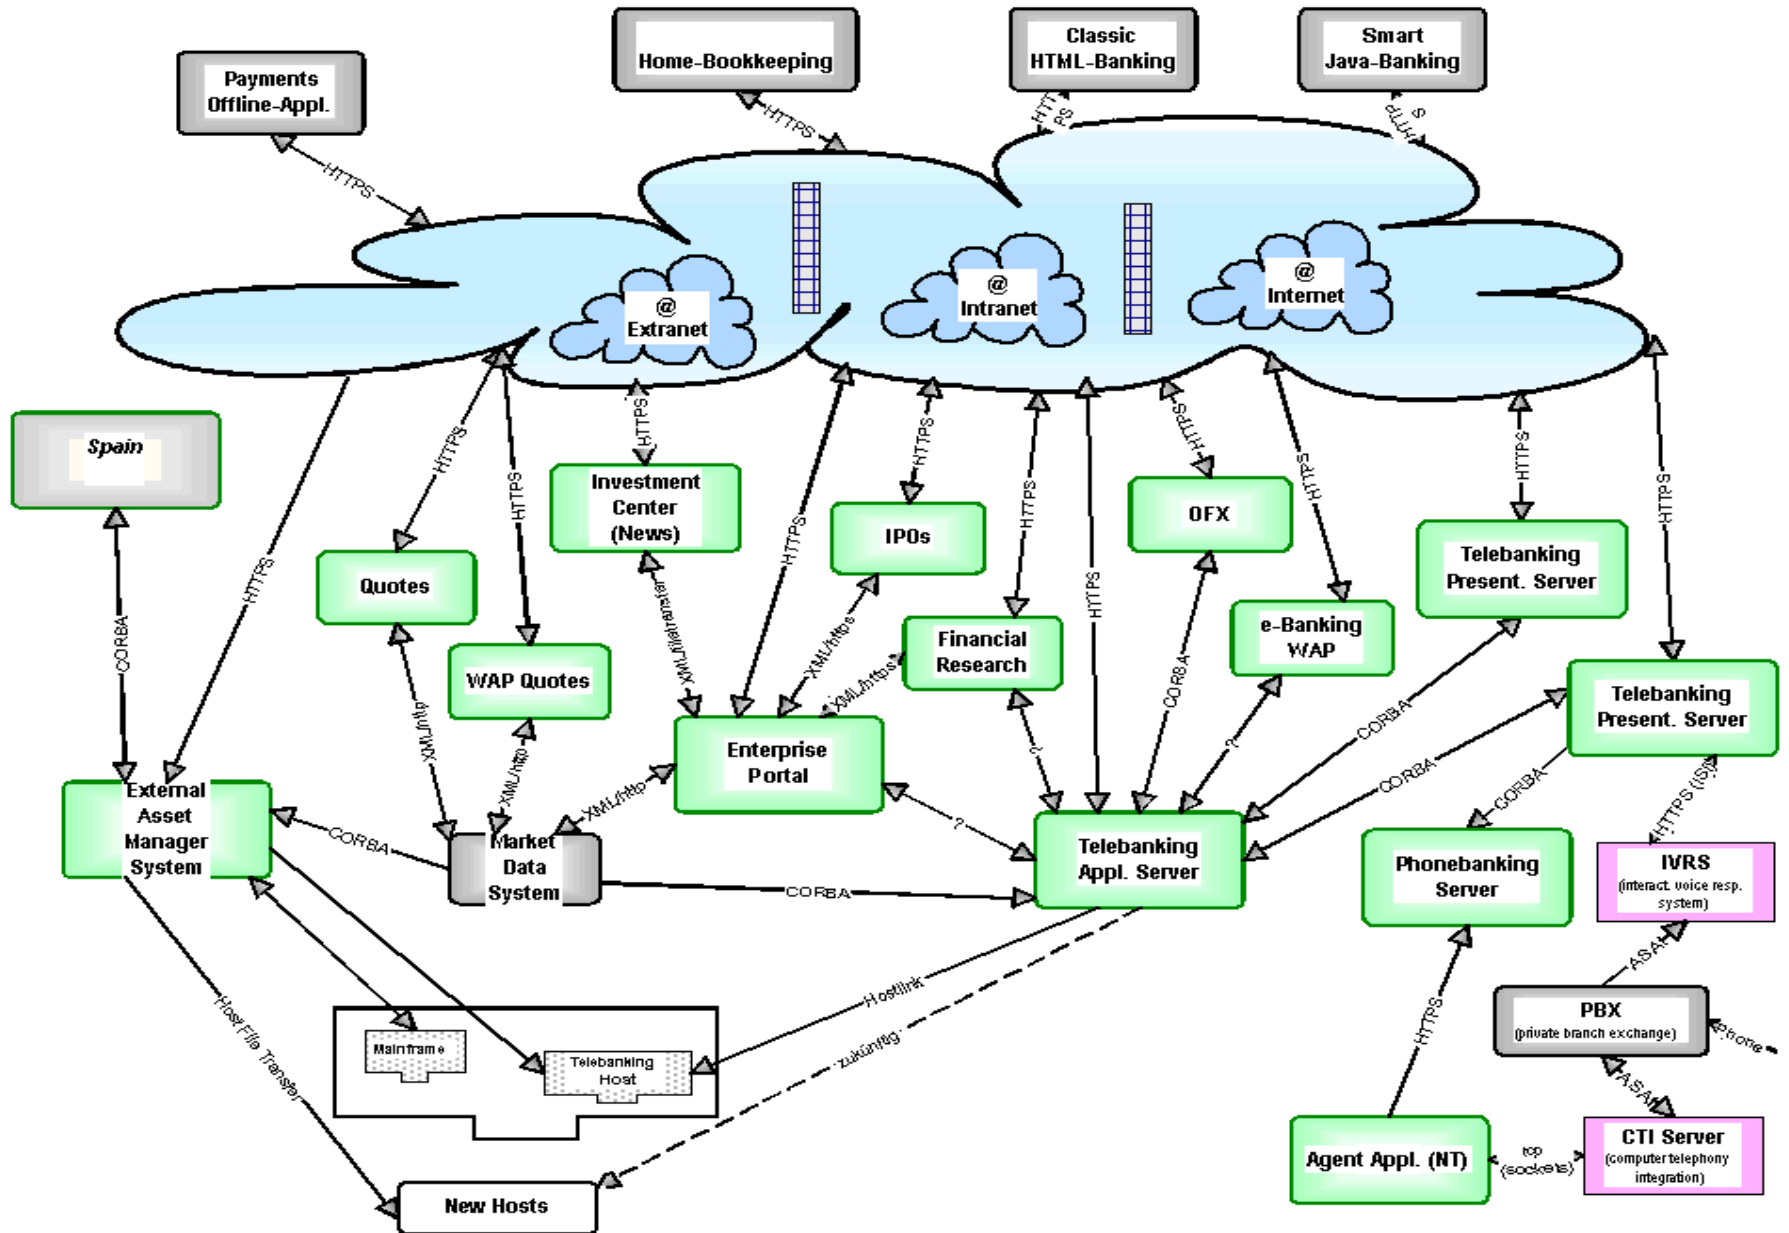 Payments
Offline-Appl.
Home-Bookkeeping
Classic
HTML-Banking
Smart
Java-Banking
HTTPS
HTTPS
@
Extranet
@
Intranet
@
Internet
Spain
CORBA
HTTPS
HTTPS
HTTPS
HTTPS
HTTPS
HTTPS
HTTPS
HTTPS
HTTPS
HTTPS
HTTPS
HTTPS
Quotes
WAP Quotes
Investment
Center
(News)
IPOs
Financial
Research
OFX
e-Banking
WAP
Telebanking
Present. Server
Telebanking
Present. Server
XML/http
XML/http
XML/filetransfer
XML/https
XML/https
XML/http
?
?
?
CORBA
CORBA
CORBA
CORBA
HTTPS
External
Asset
Manager
System
CORBA
Market
Data
System
CORBA
Enterprise
Portal
Telebanking
Appl. Server
Phonebanking
Server
IVRS
(interact. voice resp.
system)
ASAI
PBX
(private branch exchange)
Phone
ASAI
CTI Server
(computer telephony
integration)
tcp
(sockets)
Agent Appl. (NT)
HTTPS
Hostlink
zukünftig
Host File Transfer
Mainframe
Telebanking
Host
New Hosts